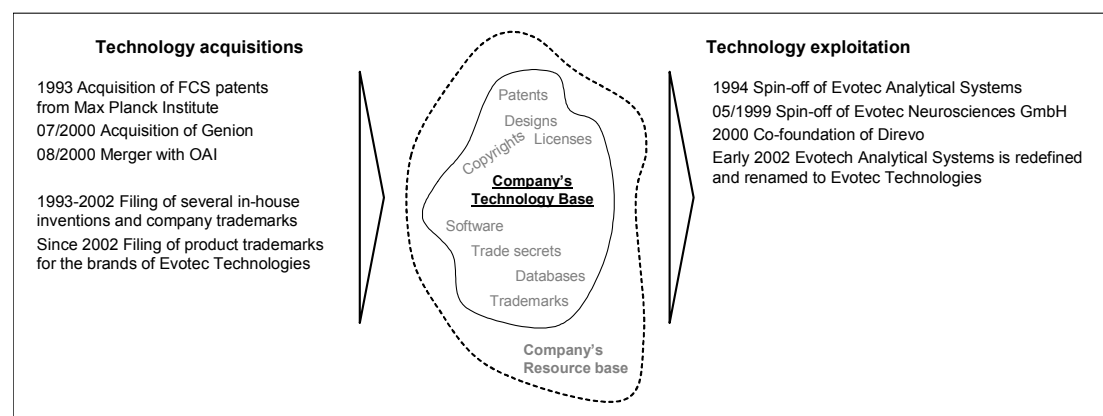 Technology acquisitions
1993 Acquisition of FCS patents
from Max Planck Institute
07/2000 Acquisition of Genion
08/2000 Merger with OAI
1993-2002 Filing of several in-house
inventions and company trademarks
Since 2002 Filing of product trademarks
for the brands of Evotec Technologies
Patents
Designs
Copyrights
Licenses
Company's
Technology Base
Software
Trade secrets
Databases
Trademarks
Company's
Resource base
Technology exploitation
1994 Spin-off of Evotec Analytical Systems
05/1999 Spin-off of Evotec Neurosciences GmbH
2000 Co-foundation of Direvo
Early 2002 Evotech Analytical Systems is redefined
and renamed to Evotec Technologies